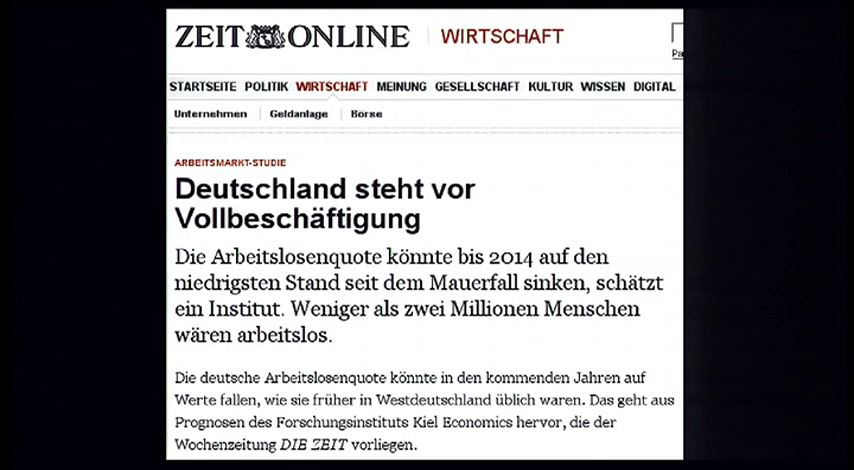 ZEIT ONLINE WIRTSCHAFT
STARTSEITE POLITIK WIRTSCHAFT MEINUNG GESELLSCHAFT KULTUR WISSEN DIGITAL
Unternehmen Geldanlage Börse
ARBEITSMARKT-STUDIE
Deutschland steht vor
Vollbeschäftigung
Die Arbeitslosenquote könnte bis 2014 auf den
niedrigsten Stand seit dem Mauerfall sinken, schätzt
ein Institut. Weniger als zwei Millionen Menschen
wären arbeitslos.
Die deutsche Arbeitslosenquote könnte in den kommenden Jahren auf
Werte fallen, wie sie früher in Westdeutschland üblich waren. Das geht aus
Prognosen des Forschungsinstituts Kiel Economics hervor, die der
Wochenzeitung DIE ZEIT vorliegen.